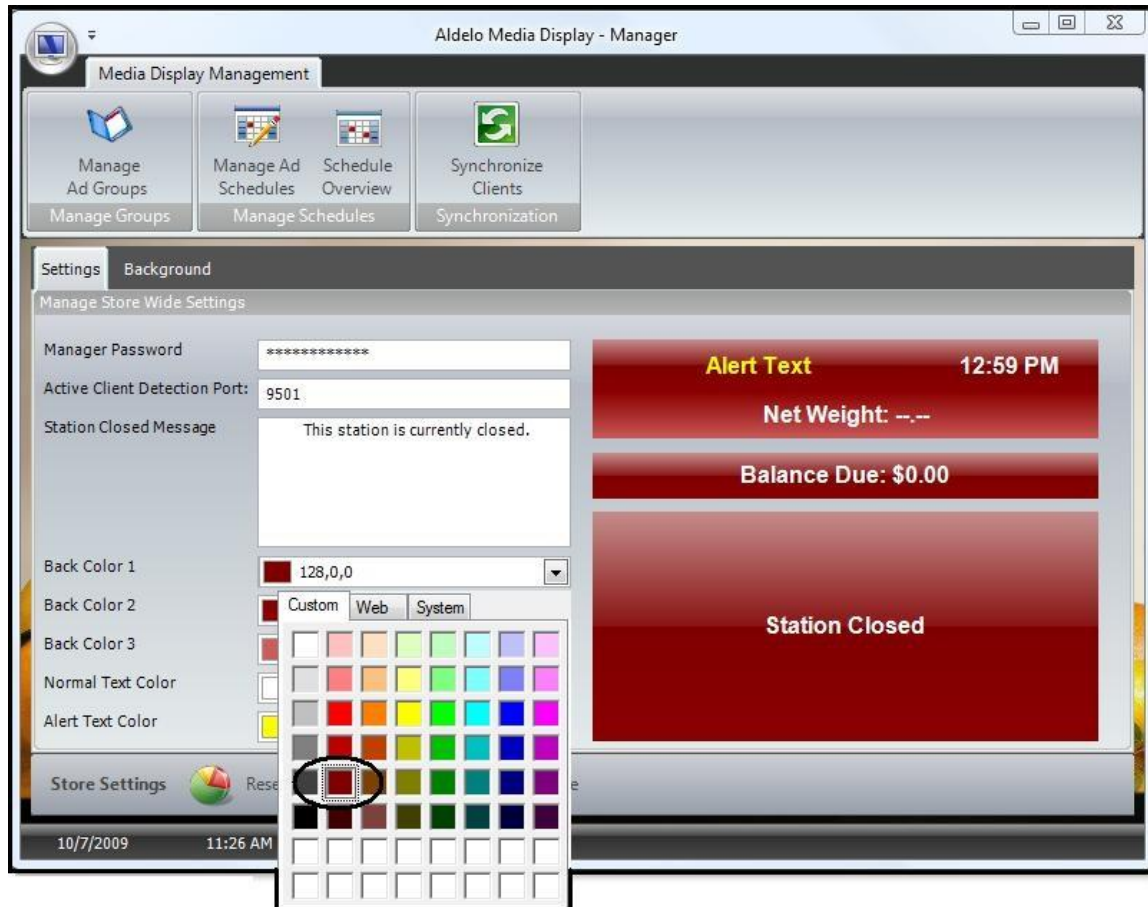 Aldelo Media Display - Manager
Media Display Management
Manage Ad Groups
Manage Ad Schedules
Schedule Overview
Synchronize Clients
Manage Groups
Manage Schedules
Synchronization
Settings Background
Manage Store Wide Settings
Manager Password ************
Active Client Detection Port: 9501
Station Closed Message This station is currently closed.
Back Color 1 128,0,0
Back Color 2
Back Color 3
Normal Text Color
Alert Text Color
Custom Web System
Alert Text 12:59 PM
Net Weight: --.--
Balance Due: $0.00
Station Closed
Store Settings
10/7/2009 11:26 AM